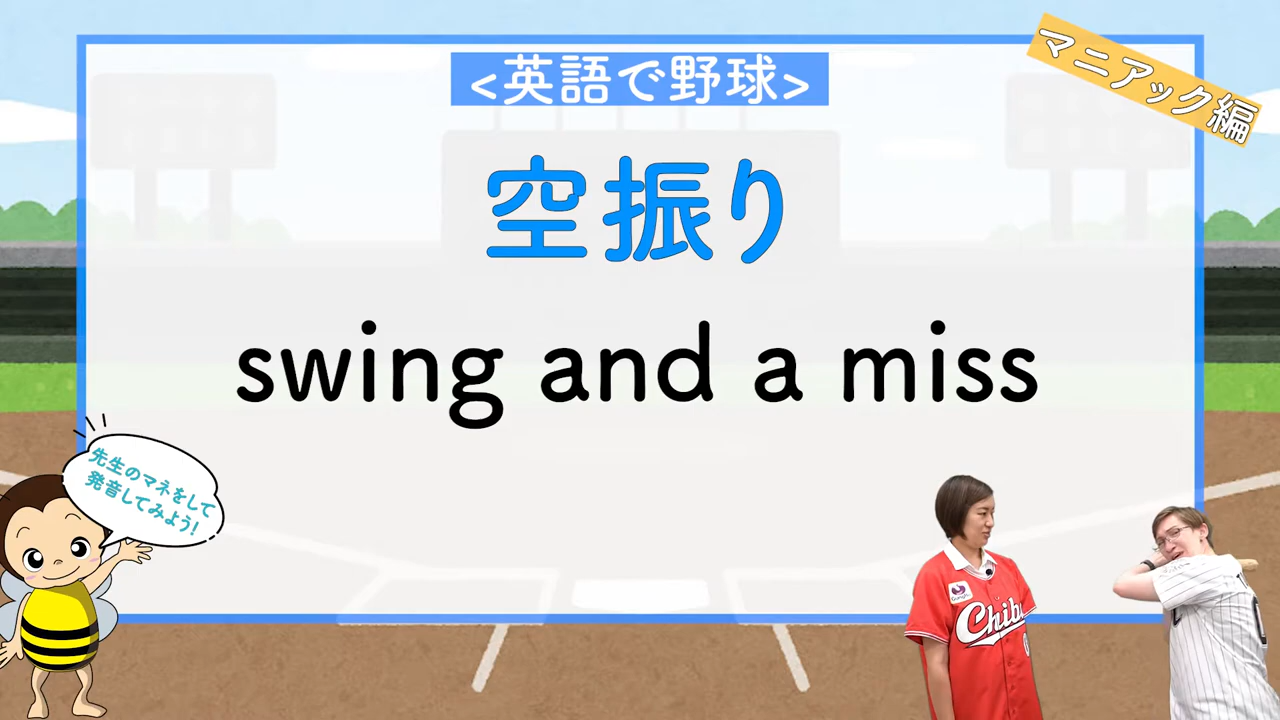 <英語で野球>
マニアック編
空振り
swing and a miss
先生のマネをして
発音してみよう!
Chiba